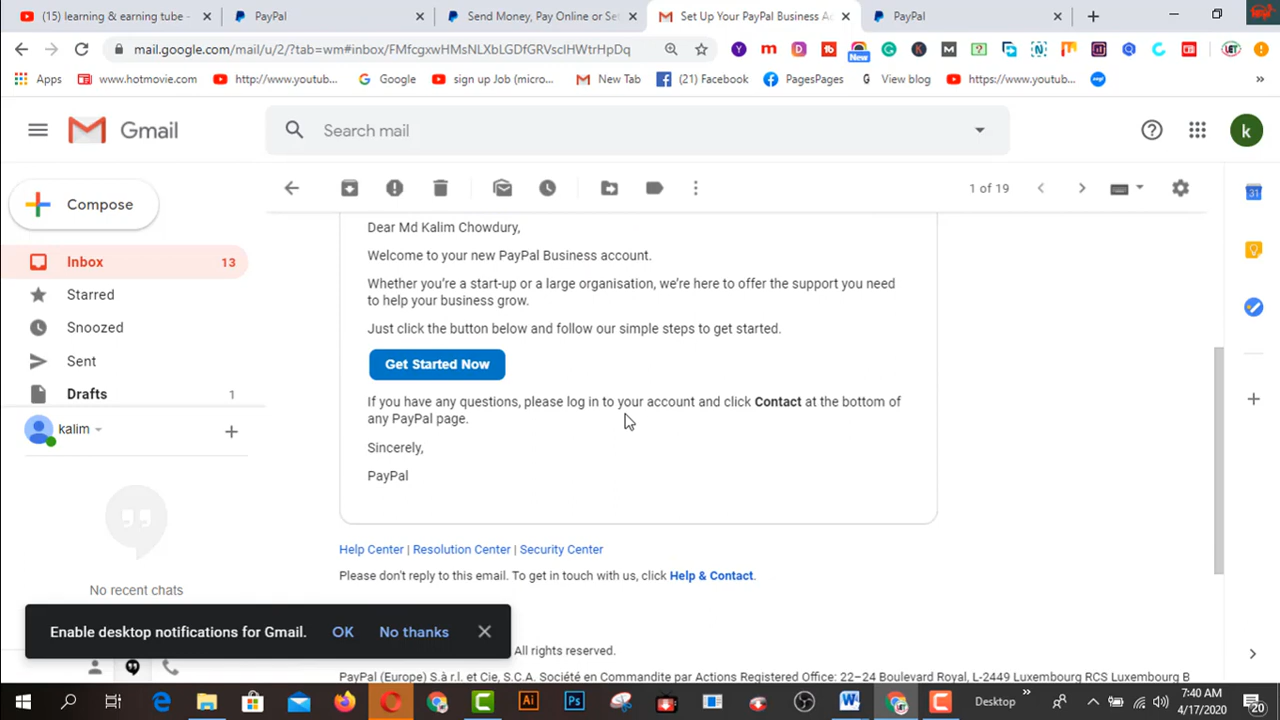 (15) learning & earning tube -
PayPal
Send Money, Pay Online or Se
Set Up Your PayPal Business A
PayPal
mail.google.com/mail/u/2/?tab=wm#inbox/FMfcgxwHMsNLXbLGDfGRVscIHWtrHpDq
Apps
www.hotmovie.com
http://www.youtub...
Google
sign up Job (micro...
New Tab
(21) Facebook
PagesPages
View blog
https://www.youtub...
New
Gmail
Search mail
k
Compose
1 of 19
Inbox 13
Starred
Snoozed
Sent
Drafts 1
kalim
No recent chats
Dear Md Kalim Chowdury,
Welcome to your new PayPal Business account.
Whether you're a start-up or a large organisation, we're here to offer the support you need
to help your business grow.
Just click the button below and follow our simple steps to get started.
Get Started Now
If you have any questions, please log in to your account and click Contact at the bottom of
any PayPal page.
Sincerely,
PayPal
Help Center | Resolution Center | Security Center
Please don't reply to this email. To get in touch with us, click Help & Contact.
Enable desktop notifications for Gmail. OK No thanks
All rights reserved.
PayPal (Europe) S.à r.l. et Cie, S.C.A. Société en Commandite par Actions Registered Office: 22–24 Boulevard Royal, L-2449 Luxembourg RCS Luxembourg B
Desktop
7:40 AM
4/17/2020
20